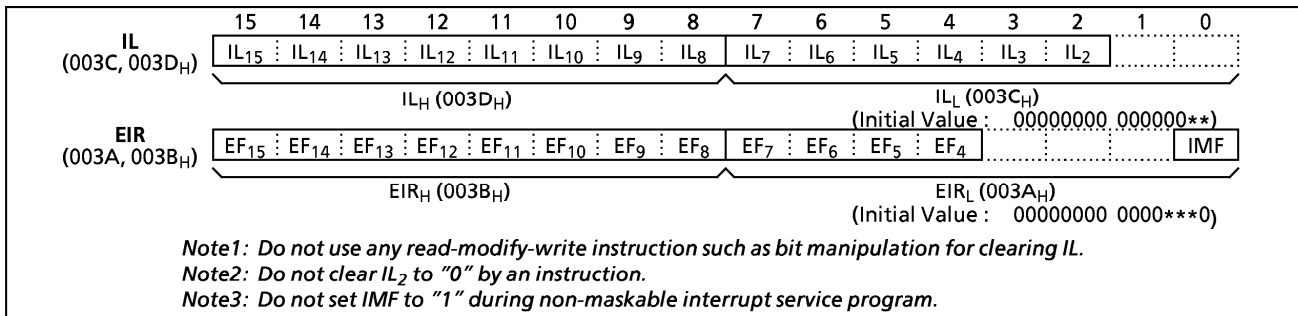 15 14 13 12 11 10 9 8 7 6 5 4 3 2 1 0
IL
(003C, 003DH)
IL15 IL14 IL13 IL12 IL11 IL10 IL9 IL8 IL7 IL6 IL5 IL4 IL3 IL2
ILH (003DH) ILL (003CH)
(Initial Value : 00000000 000000**)
EIR
(003A, 003BH)
EF15 EF14 EF13 EF12 EF11 EF10 EF9 EF8 EF7 EF6 EF5 EF4 IMF
EIRH (003BH) EIRL (003AH)
(Initial Value : 00000000 0000***0)
Note1: Do not use any read-modify-write instruction such as bit manipulation for clearing IL.
Note2: Do not clear IL2 to "0" by an instruction.
Note3: Do not set IMF to "1" during non-maskable interrupt service program.